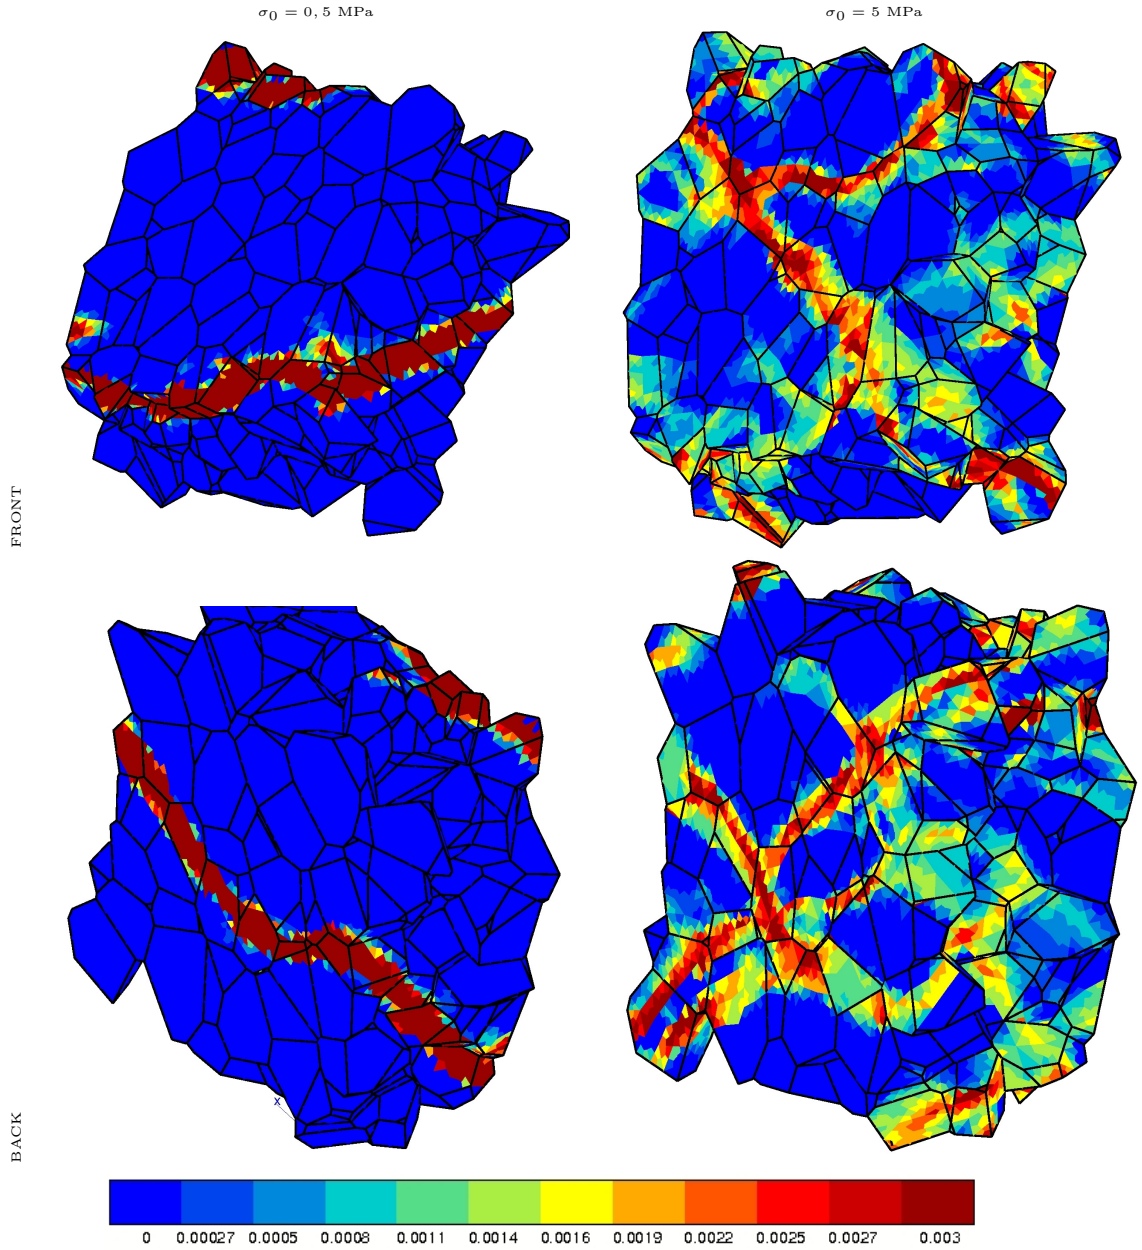 σ₀ = 0, 5 MPa
σ₀ = 5 MPa
FRONT
BACK
X
0 0.00027 0.0005 0.0008 0.0011 0.0014 0.0016 0.0019 0.0022 0.0025 0.0027 0.003